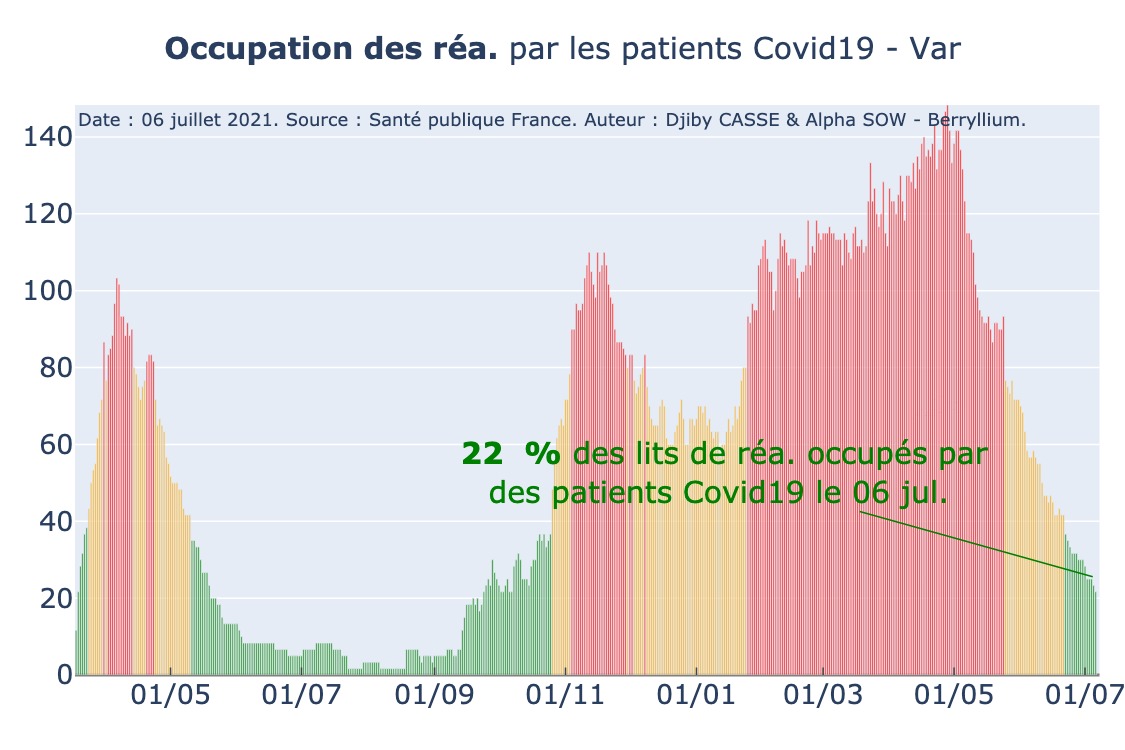 Occupation des réa. par les patients Covid19 - Var
Date : 06 juillet 2021. Source : Santé publique France. Auteur : Djiby CASSE & Alpha SOW - Berryllium.
140
120
100
80
60
40
20
0
22 % des lits de réa. occupés par
des patients Covid19 le 06 jul.
01/05 01/07 01/09 01/11 01/01 01/03 01/05 01/07